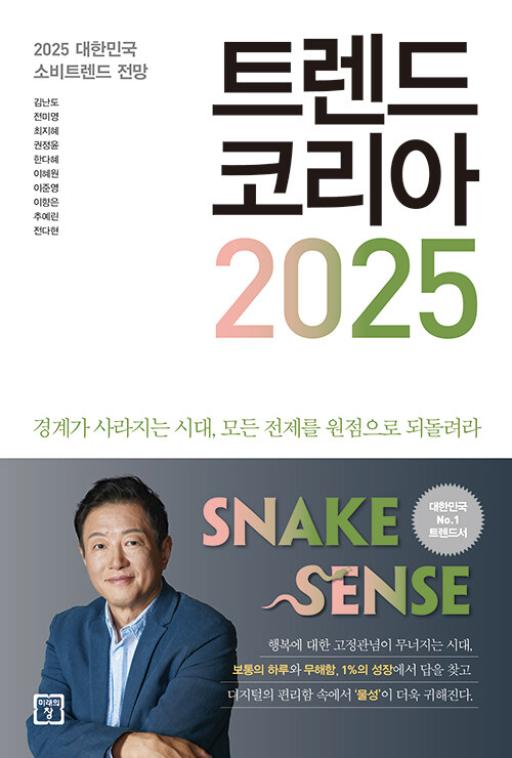 2025 대한민국
소비트렌드 전망
김난도
전미영
최지혜
권정윤
한다혜
이혜원
이준영
이향은
추예린
전다현
트렌드
코리아
2025
경계가 사라지는 시대, 모든 전제를 원점으로 되돌려라
SNAKE
SENSE
대한민국
No.1
트렌드서
행복에 대한 고정관념이 무너지는 시대,
보통의 하루와 무해함, 1%의 성장에서 답을 찾고
디지털의 편리함 속에서 '물성'이 더욱 귀해진다.
미래의
창